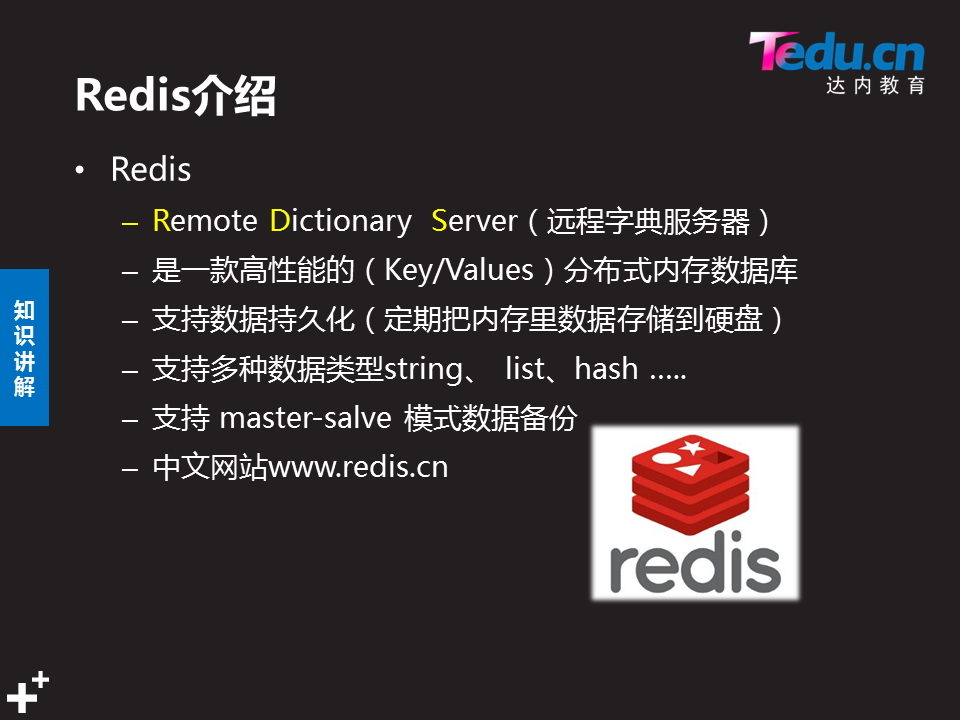 Tedu.cn
达内教育
Redis介绍
• Redis
– Remote Dictionary Server（远程字典服务器）
– 是一款高性能的（Key/Values）分布式内存数据库
– 支持数据持久化（定期把内存里数据存储到硬盘）
– 支持多种数据类型string、 list、hash …..
– 支持 master-salve 模式数据备份
– 中文网站www.redis.cn
知识讲解
redis